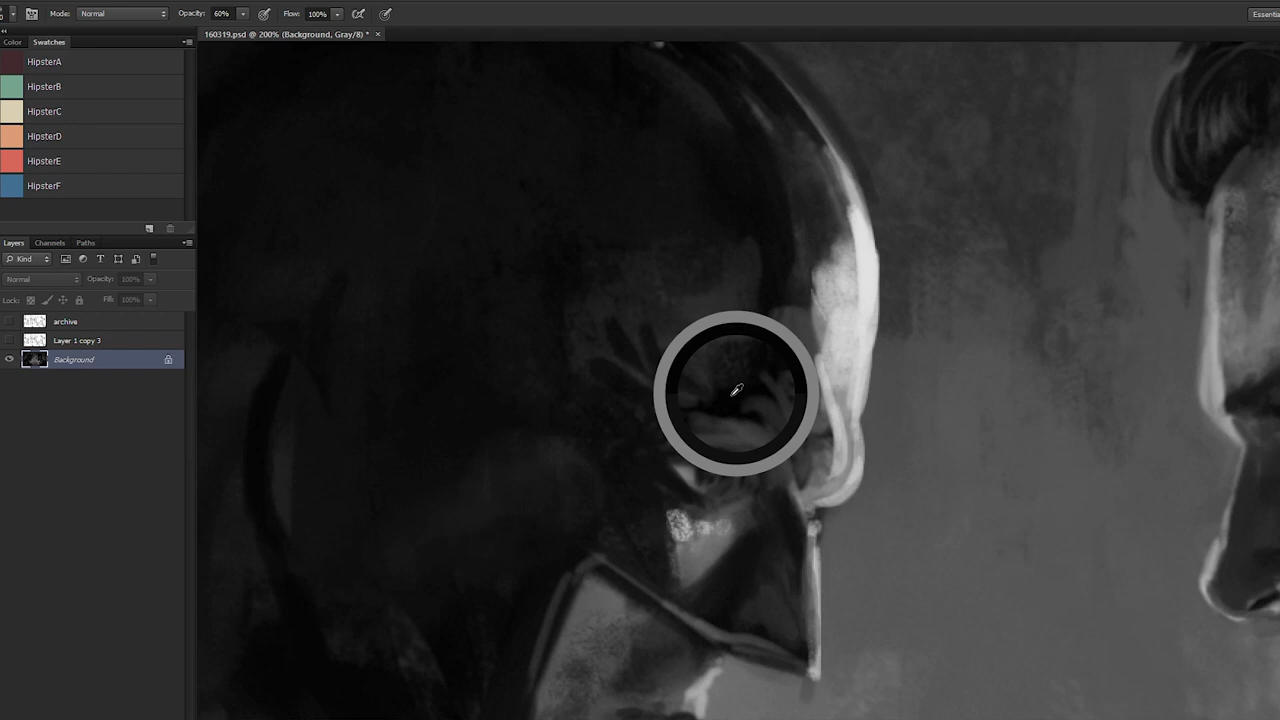 Mode: Normal Opacity: 60% Flow: 100% Essentia
160319.psd @ 200% (Background, Gray/8) * ×
Color Swatches
HipsterA
HipsterB
HipsterC
HipsterD
HipsterE
HipsterF
Layers Channels Paths
Kind
Normal Opacity: 100%
Lock: Fill: 100%
archive
Layer 1 copy 3
Background